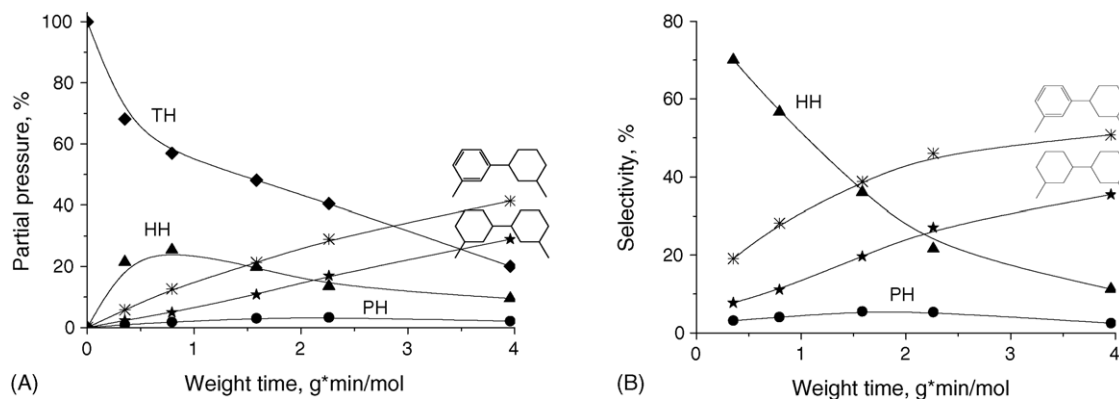 100
80
60
40
20
0
Partial pressure, %
TH
HH
PH
0
1
2
3
4
Weight time, g*min/mol
(A)
80
60
40
20
0
Selectivity, %
HH
PH
0
1
2
3
4
Weight time, g*min/mol
(B)